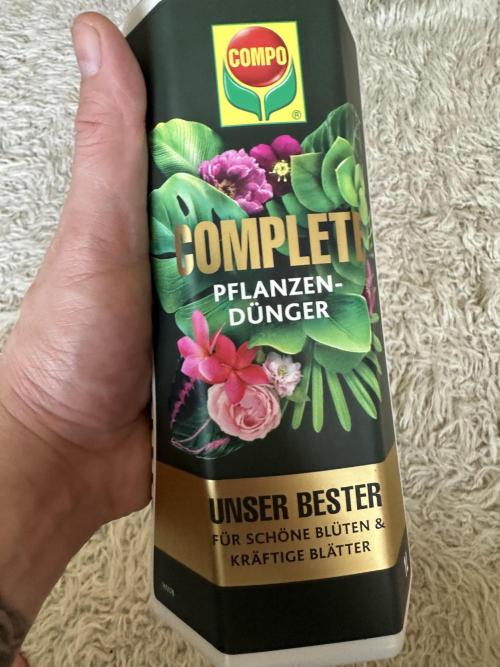 COMPO
®
COMPLETE
PFLANZEN-
DÜNGER
UNSER BESTER
FÜR SCHÖNE BLÜTEN &
KRÄFTIGE BLÄTTER